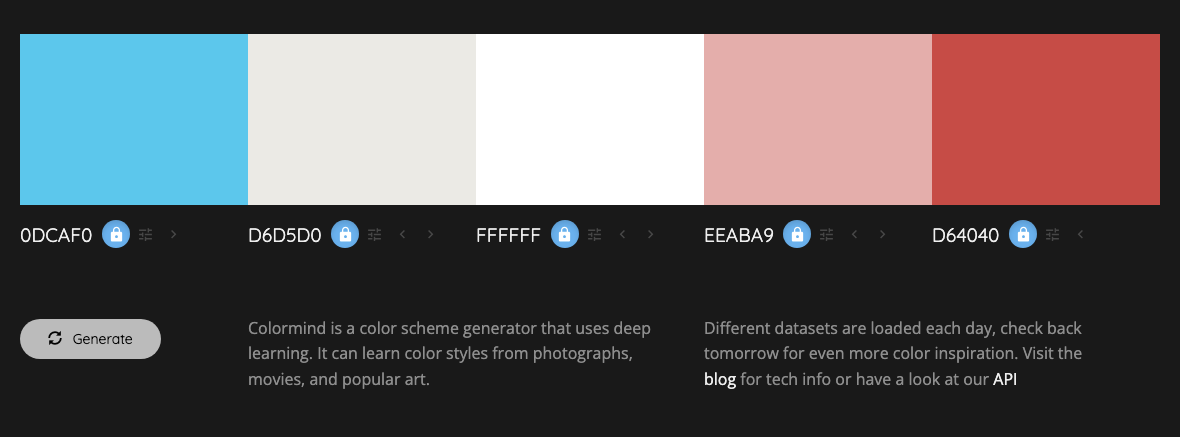 0DCAF0
D6D5D0
FFFFFF
EEABA9
D64040
Generate
Colormind is a color scheme generator that uses deep
learning. It can learn color styles from photographs,
movies, and popular art.
Different datasets are loaded each day, check back
tomorrow for even more color inspiration. Visit the
blog for tech info or have a look at our API